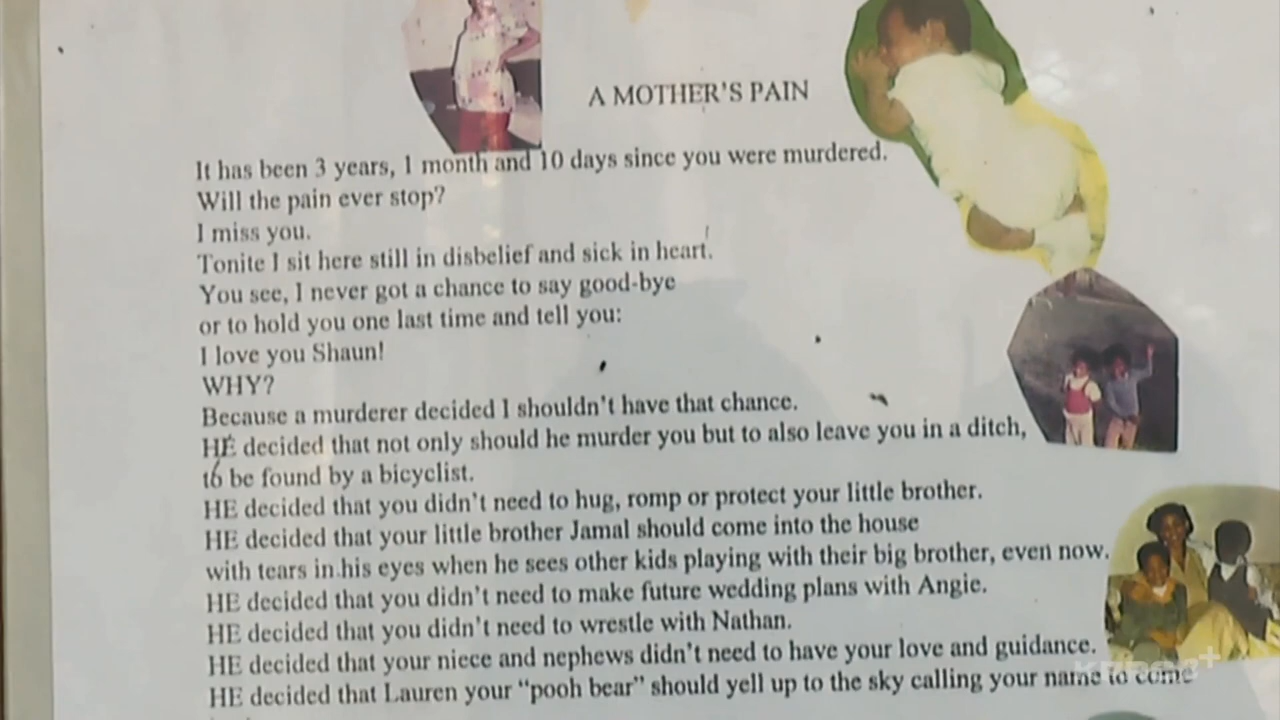 A MOTHER'S PAIN
It has been 3 years, 1 month and 10 days since you were murdered.
Will the pain ever stop?
I miss you.
Tonite I sit here still in disbelief and sick in heart.
You see, I never got a chance to say good-bye
or to hold you one last time and tell you:
I love you Shaun!
WHY?
Because a murderer decided I shouldn't have that chance.
HE decided that not only should he murder you but to also leave you in a ditch,
to be found by a bicyclist.
HE decided that you didn't need to hug, romp or protect your little brother.
HE decided that your little brother Jamal should come into the house
with tears in his eyes when he sees other kids playing with their big brother, even now.
HE decided that you didn't need to make future wedding plans with Angie.
HE decided that you didn't need to wrestle with Nathan.
HE decided that your niece and nephews didn't need to have your love and guidance.
HE decided that Lauren your "pooh bear" should yell up to the sky calling your name to come